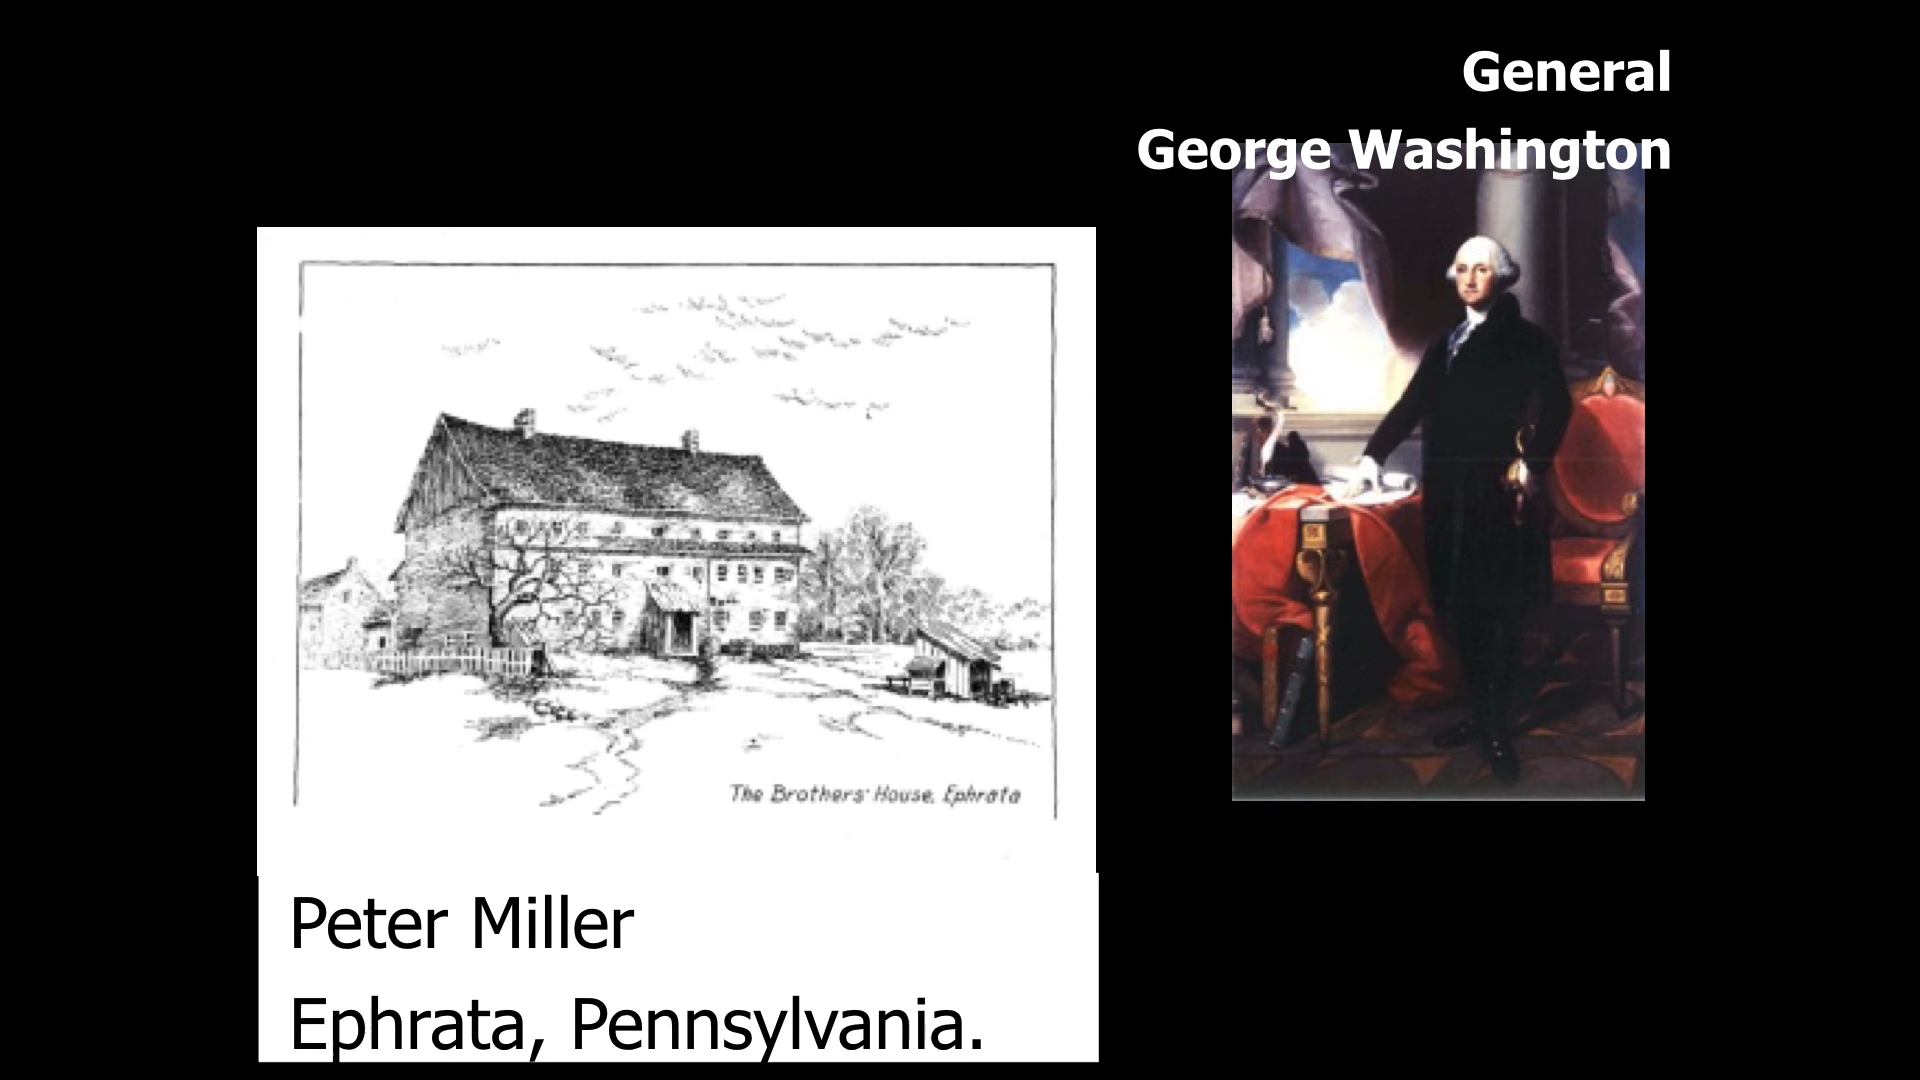 General
George Washington
The Brothers' House, Ephrata
Peter Miller
Ephrata, Pennsylvania.